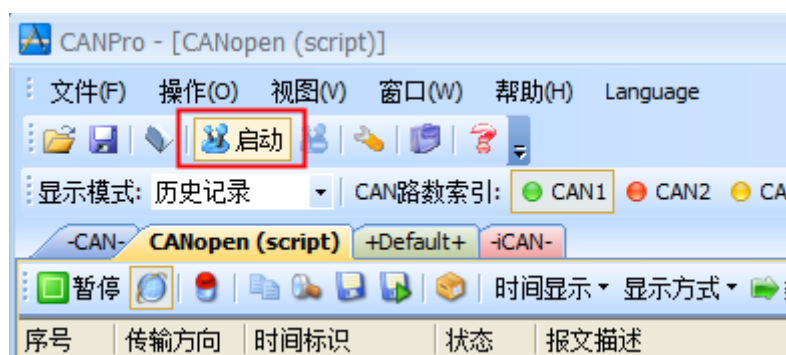 CANPro - [CANopen (script)]
文件(F) 操作(O) 视图(V) 窗口(W) 帮助(H) Language
启动
显示模式: 历史记录 CAN路数索引: CAN1 CAN2 CA
-CAN- CANopen (script) +Default+ -iCAN-
暂停 时间显示 显示方式
序号 传输方向 时间标识 状态 报文描述